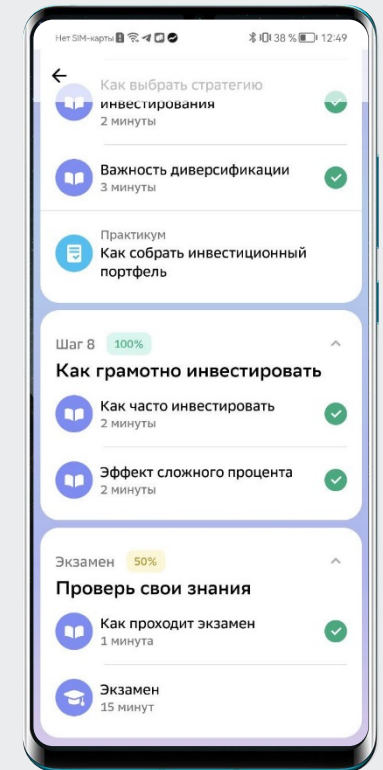 Нет SIM-карты 38 % 12:49
Как выбрать стратегию
инвестирования
2 минуты
Важность диверсификации
3 минуты
Практикум
Как собрать инвестиционный
портфель
Шаг 8 100%
Как грамотно инвестировать
Как часто инвестировать
2 минуты
Эффект сложного процента
2 минуты
Экзамен 50%
Проверь свои знания
Как проходит экзамен
1 минута
Экзамен
15 минут